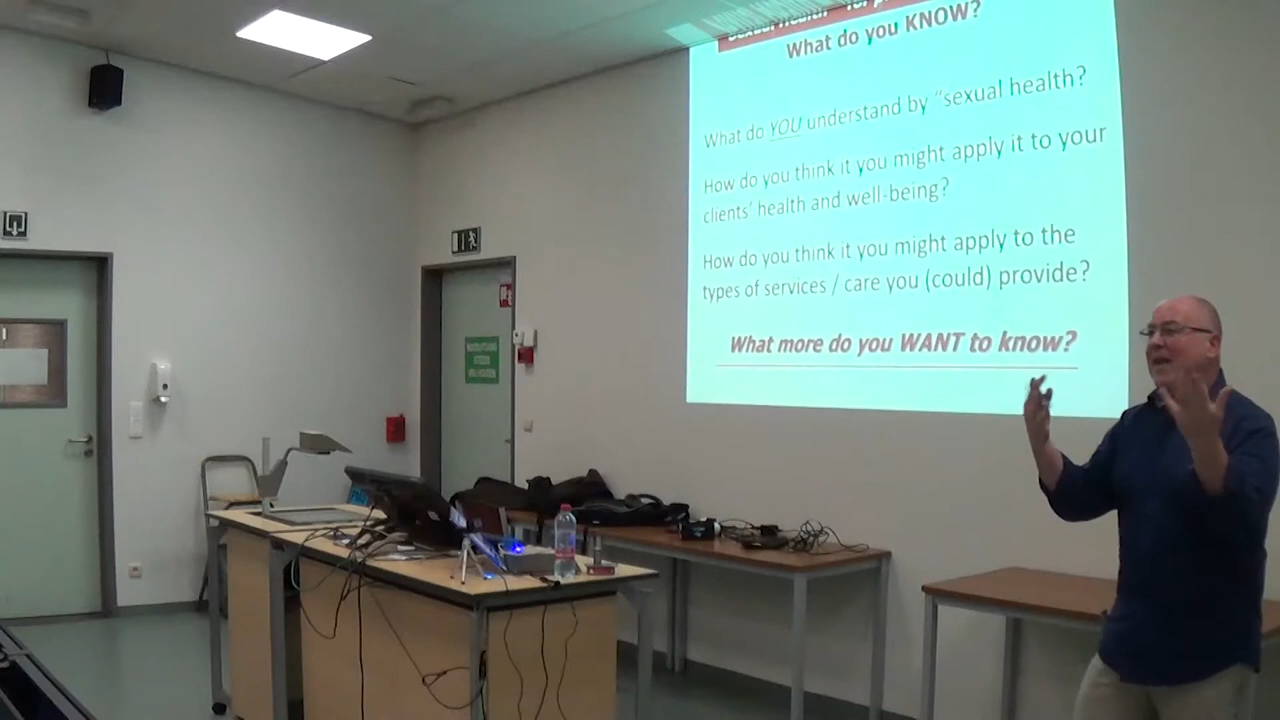 Sexual Health
What do you KNOW?
What do YOU understand by “sexual health?
How do you think it you might apply it to your
clients’ health and well-being?
How do you think it you might apply to the
types of services / care you (could) provide?
What more do you WANT to know?